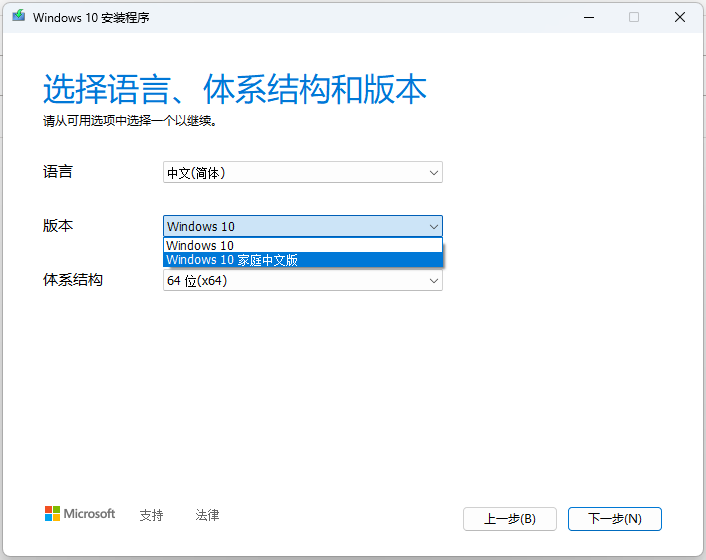 Windows 10 安装程序
选择语言、体系结构和版本
请从可用选项中选择一个以继续。
语言
中文(简体)
版本
Windows 10
Windows 10
Windows 10 家庭中文版
体系结构
64 位(x64)
Microsoft
支持
法律
上一步(B)
下一步(N)